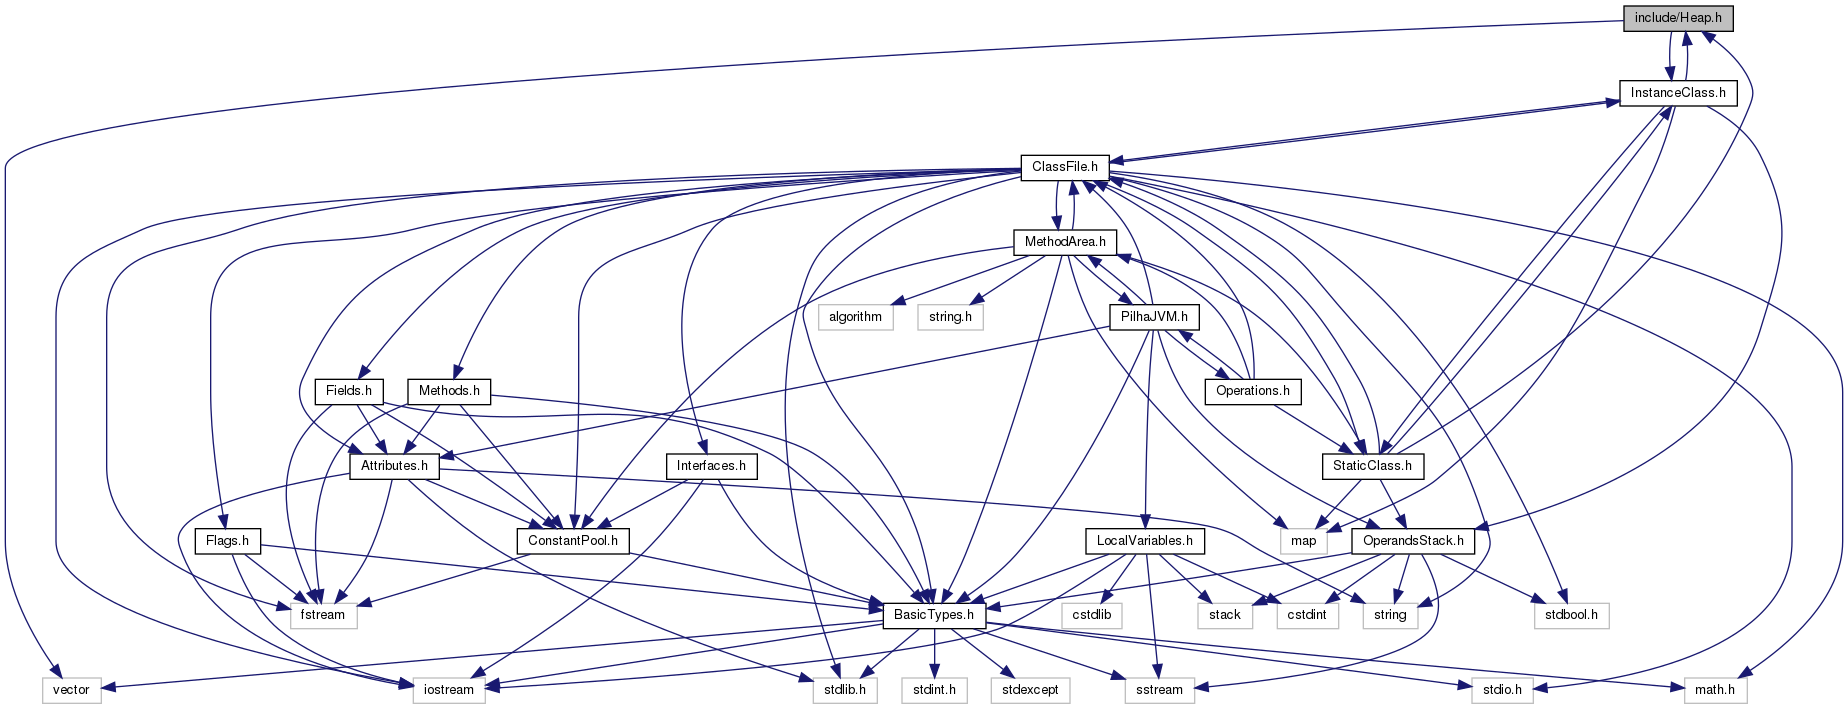 include/Heap.h
InstanceClass.h
ClassFile.h
MethodArea.h
algorithm
string.h
PilhaJVM.h
Fields.h
Methods.h
Operations.h
Attributes.h
Interfaces.h
StaticClass.h
Flags.h
ConstantPool.h
LocalVariables.h
map
OperandsStack.h
fstream
BasicTypes.h
cstdlib
stack
cstdint
string
stdbool.h
vector
iostream
stdlib.h
stdint.h
stdexcept
sstream
stdio.h
math.h